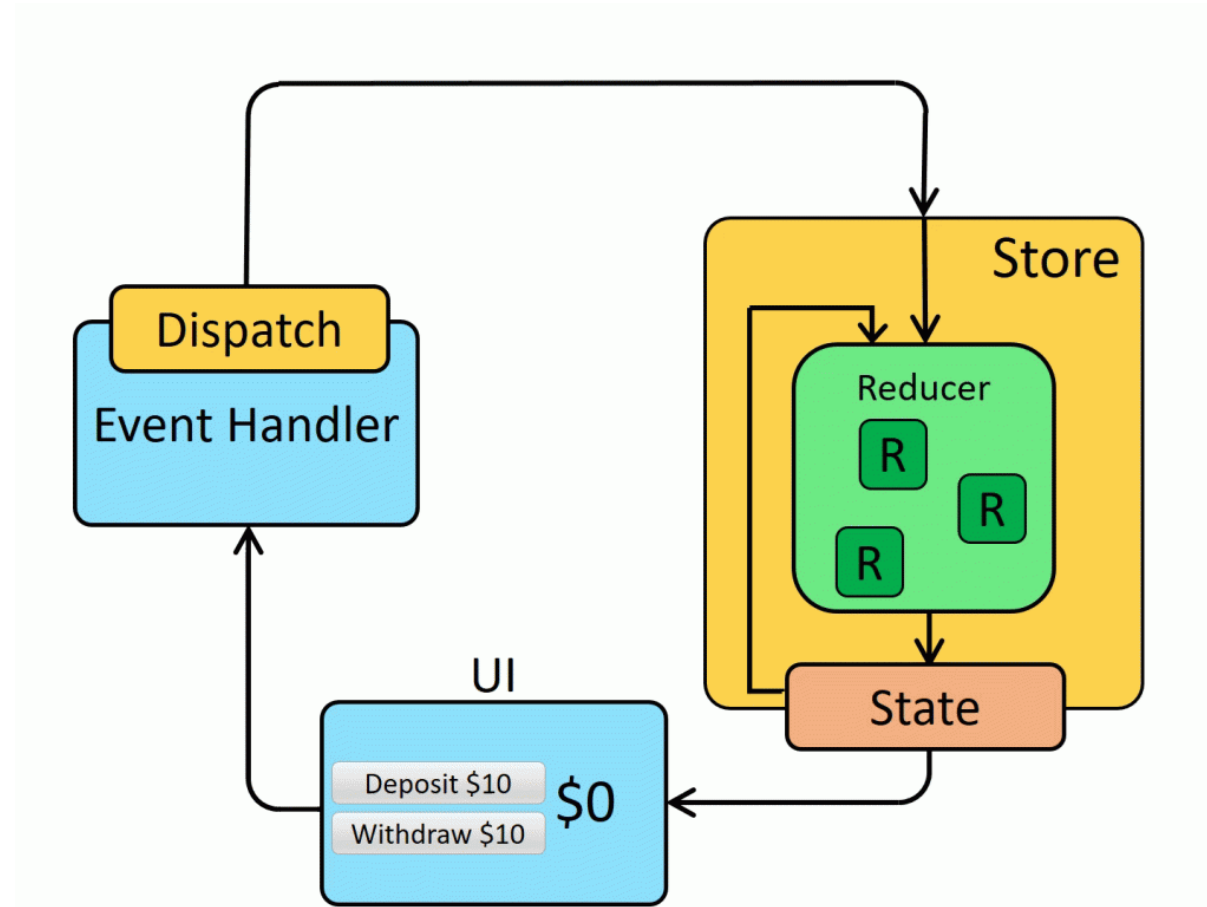 Store
Dispatch
Event Handler
Reducer
R
R
R
State
UI
Deposit $10
$0
Withdraw $10